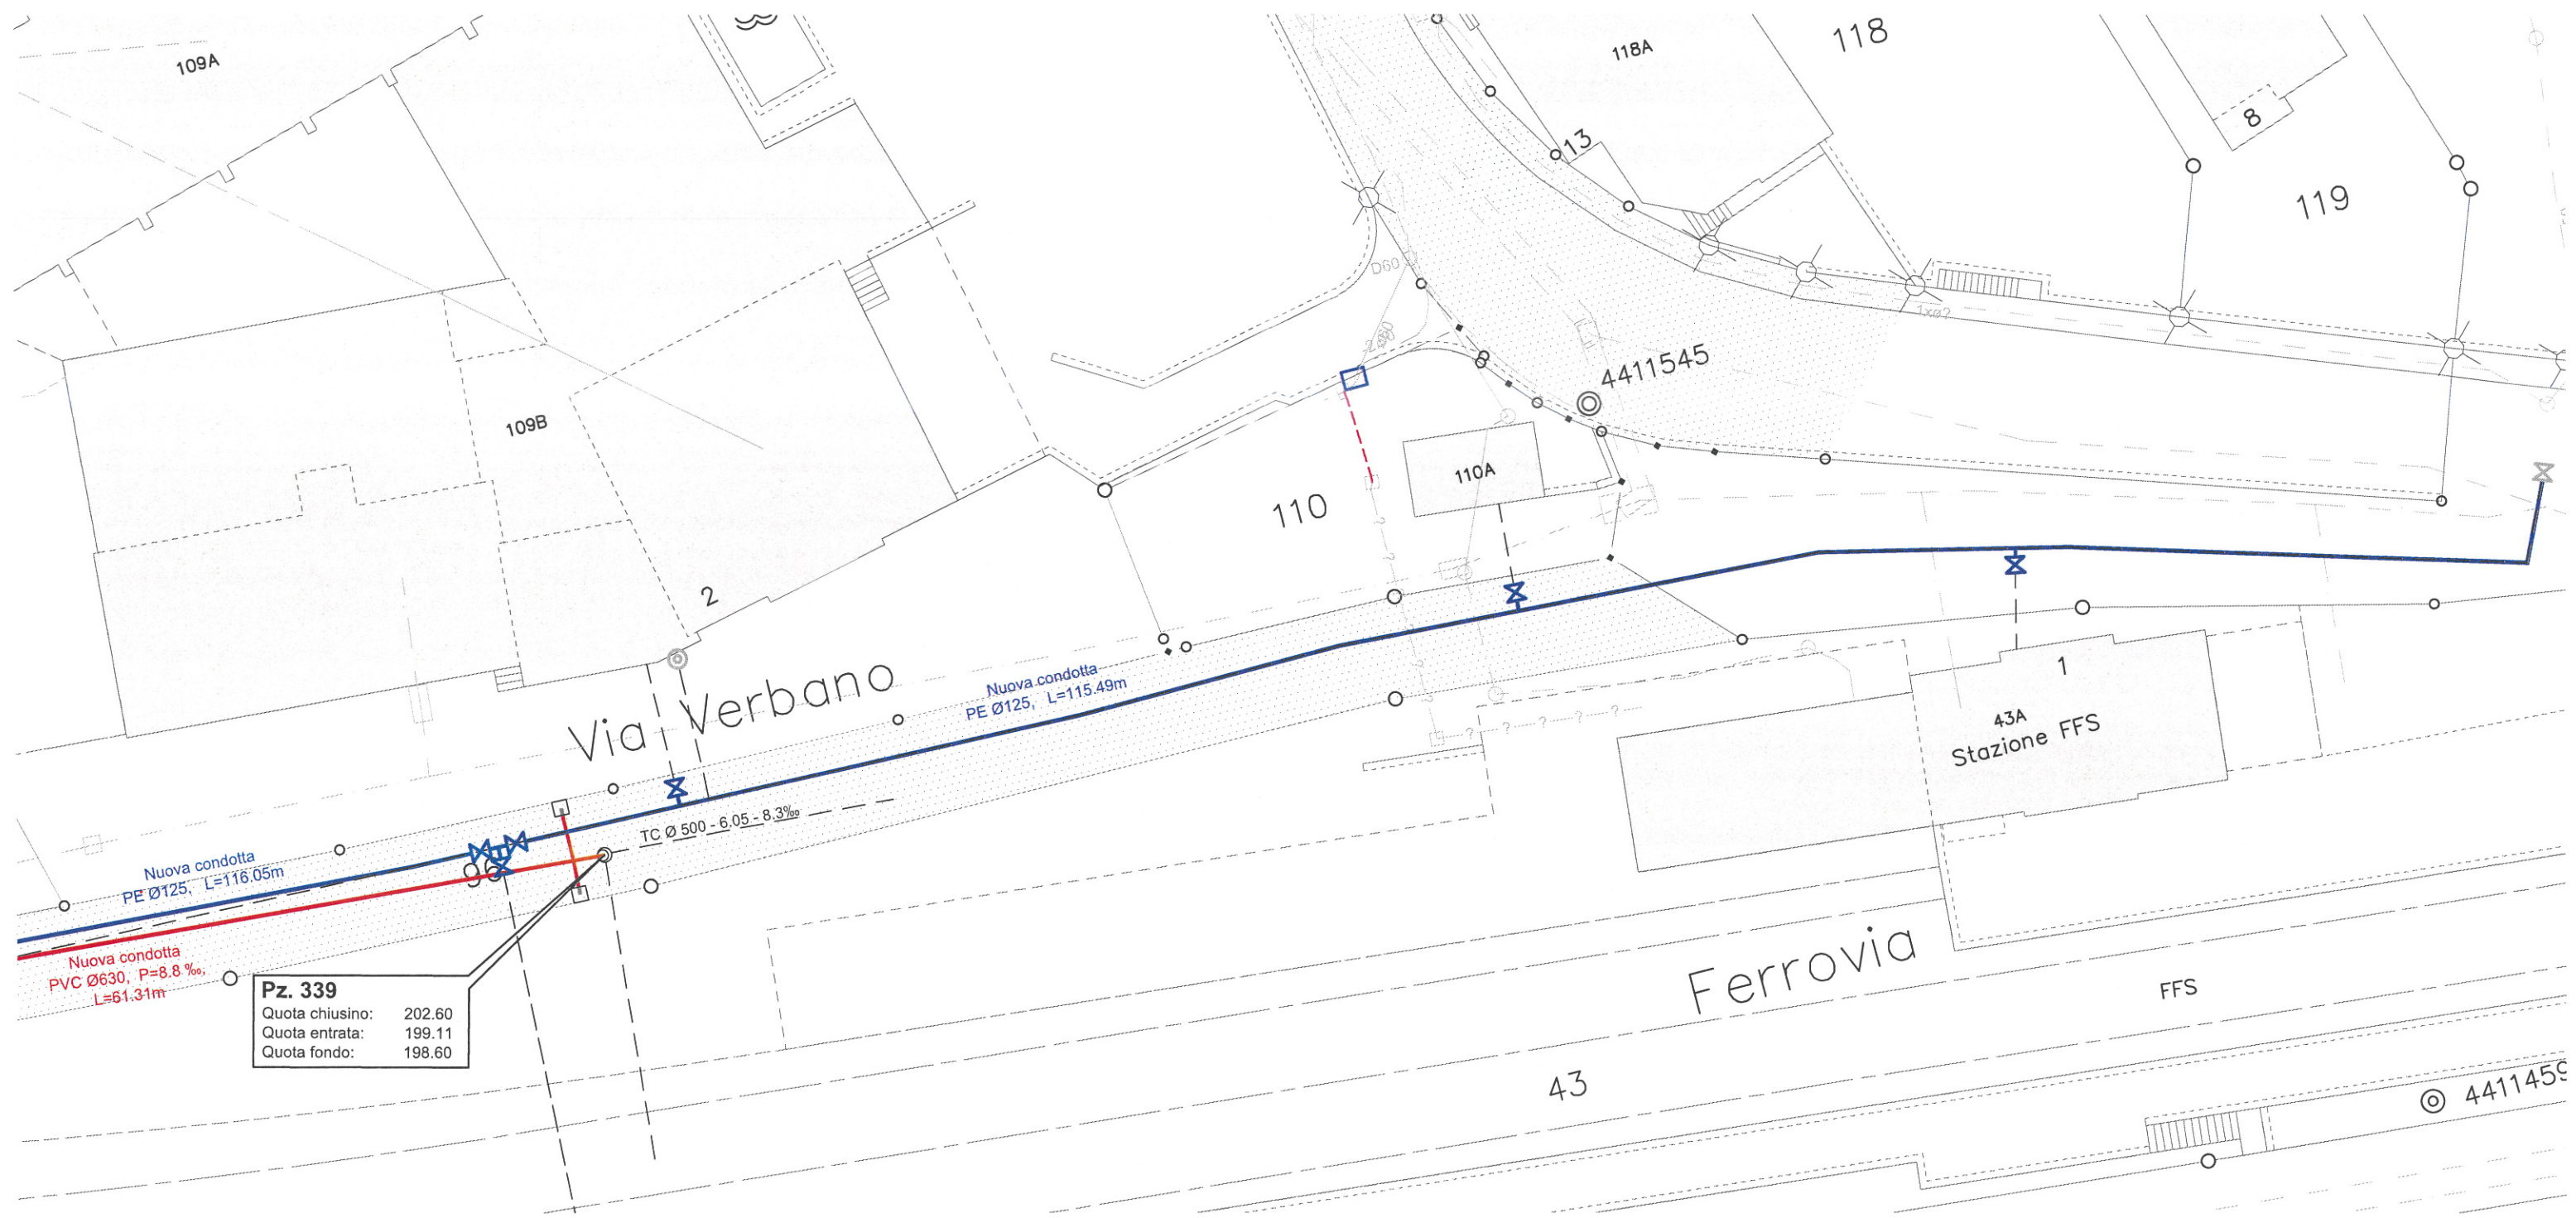 109A
118A
118
8
13
119
D60
1xø?
4411545
109B
110A
110
2
Via Verbano
Nuova condotta
PE Ø125, L=115.49m
1
43A
Stazione FFS
TC Ø 500 - 6.05 - 8.3‰
Nuova condotta
PE Ø125, L=116.05m
96
Nuova condotta
PVC Ø630, P=8.8 ‰,
L=61.31m
Pz. 339
Quota chiusino: 202.60
Quota entrata: 199.11
Quota fondo: 198.60
Ferrovia
FFS
43
4411459